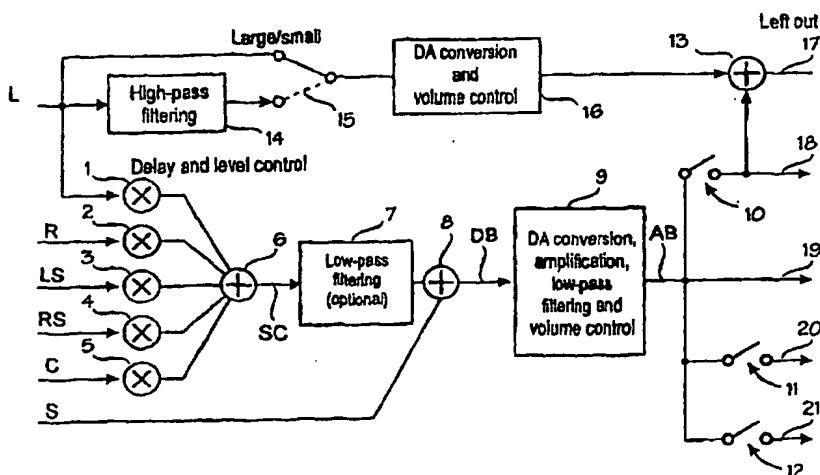 Left out
Large/small
13
17
L
High-pass
filtering
14
15
DA conversion
and
volume control
16
18
10
Delay and level control
1
R
2
LS
3
RS
4
C
5
S
6
SC
7
Low-pass
filtering
(optional)
8
DB
9
DA conversion,
amplification,
low-pass
filtering and
volume control
AB
19
20
11
21
12